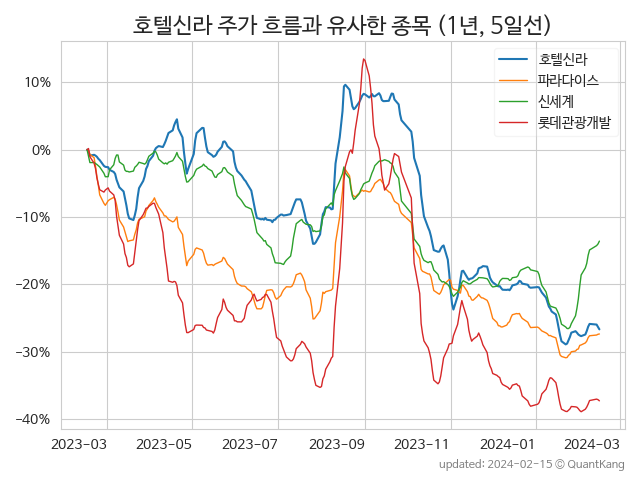 호텔신라 주가 흐름과 유사한 종목 (1년, 5일선)
호텔신라
파라다이스
신세계
롯데관광개발
10%
0%
−10%
−20%
−30%
−40%
2023-03 2023-05 2023-07 2023-09 2023-11 2024-01 2024-03
updated: 2024-02-15 © QuantKang